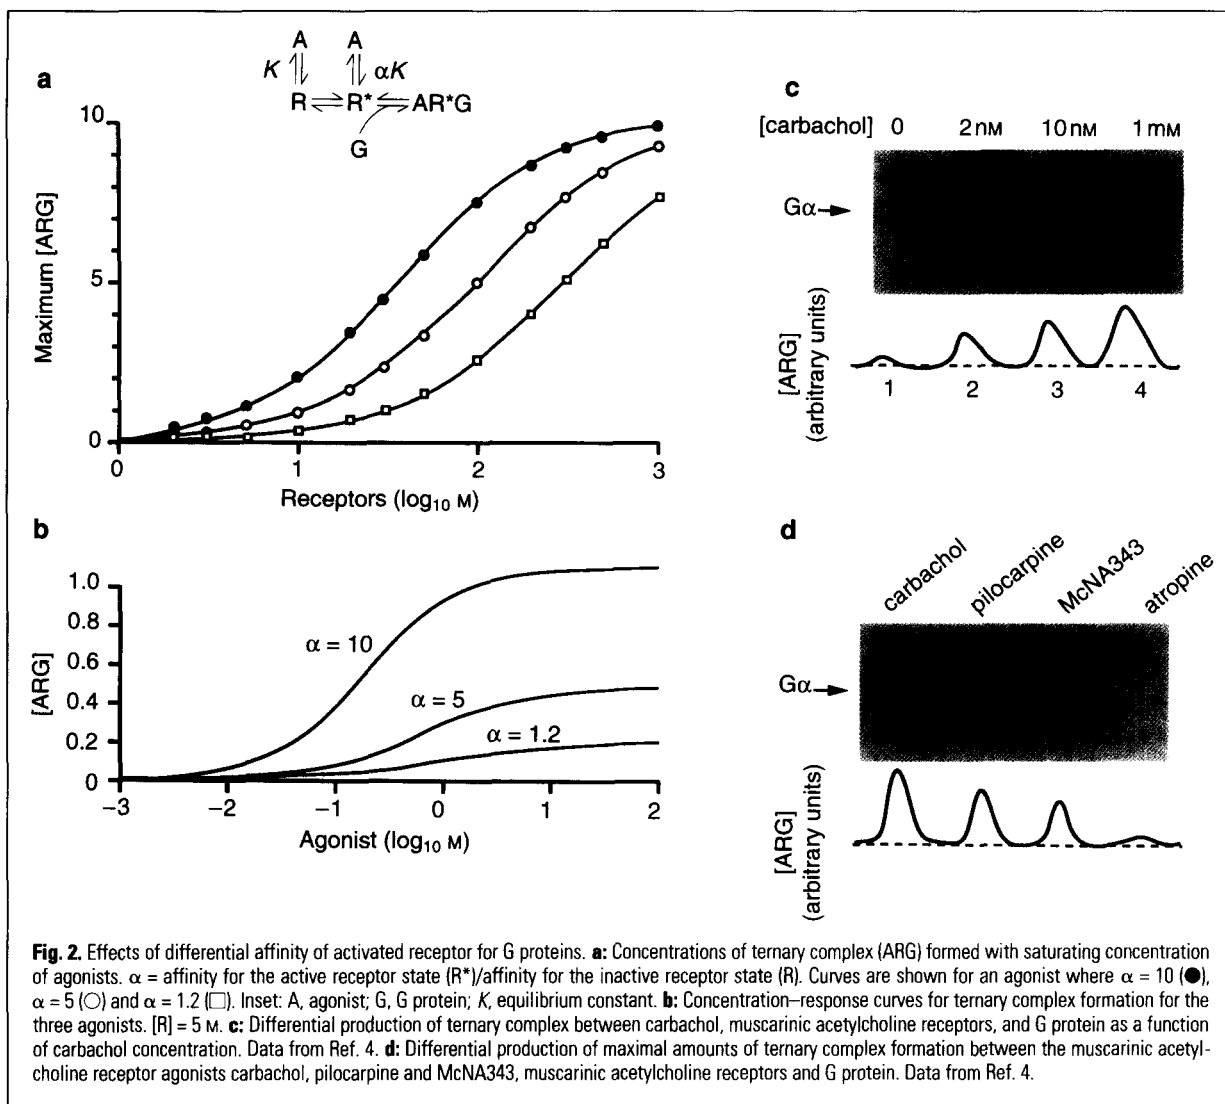 a
A A
K αK
R R* AR*G
G
Maximum [ARG]
10
5
0
0 1 2 3
Receptors (log₁₀ M)
b
[ARG]
1.0
0.8
0.6
0.4
0.2
0
α = 10
α = 5
α = 1.2
−3 −2 −1 0 1 2
Agonist (log₁₀ M)
c
[carbachol] 0 2 nM 10 nM 1 mM
Gα
[ARG]
(arbitrary units)
1 2 3 4
d
carbachol
pilocarpine
McNA343
atropine
Gα
[ARG]
(arbitrary units)
Fig. 2. Effects of differential affinity of activated receptor for G proteins. a: Concentrations of ternary complex (ARG) formed with saturating concentration
of agonists. α = affinity for the active receptor state (R*)/affinity for the inactive receptor state (R). Curves are shown for an agonist where α = 10 (●),
α = 5 (○) and α = 1.2 (□). Inset: A, agonist; G, G protein; K, equilibrium constant. b: Concentration–response curves for ternary complex formation for the
three agonists. [R] = 5 M. c: Differential production of ternary complex between carbachol, muscarinic acetylcholine receptors, and G protein as a function
of carbachol concentration. Data from Ref. 4. d: Differential production of maximal amounts of ternary complex formation between the muscarinic acetyl-
choline receptor agonists carbachol, pilocarpine and McNA343, muscarinic acetylcholine receptors and G protein. Data from Ref. 4.